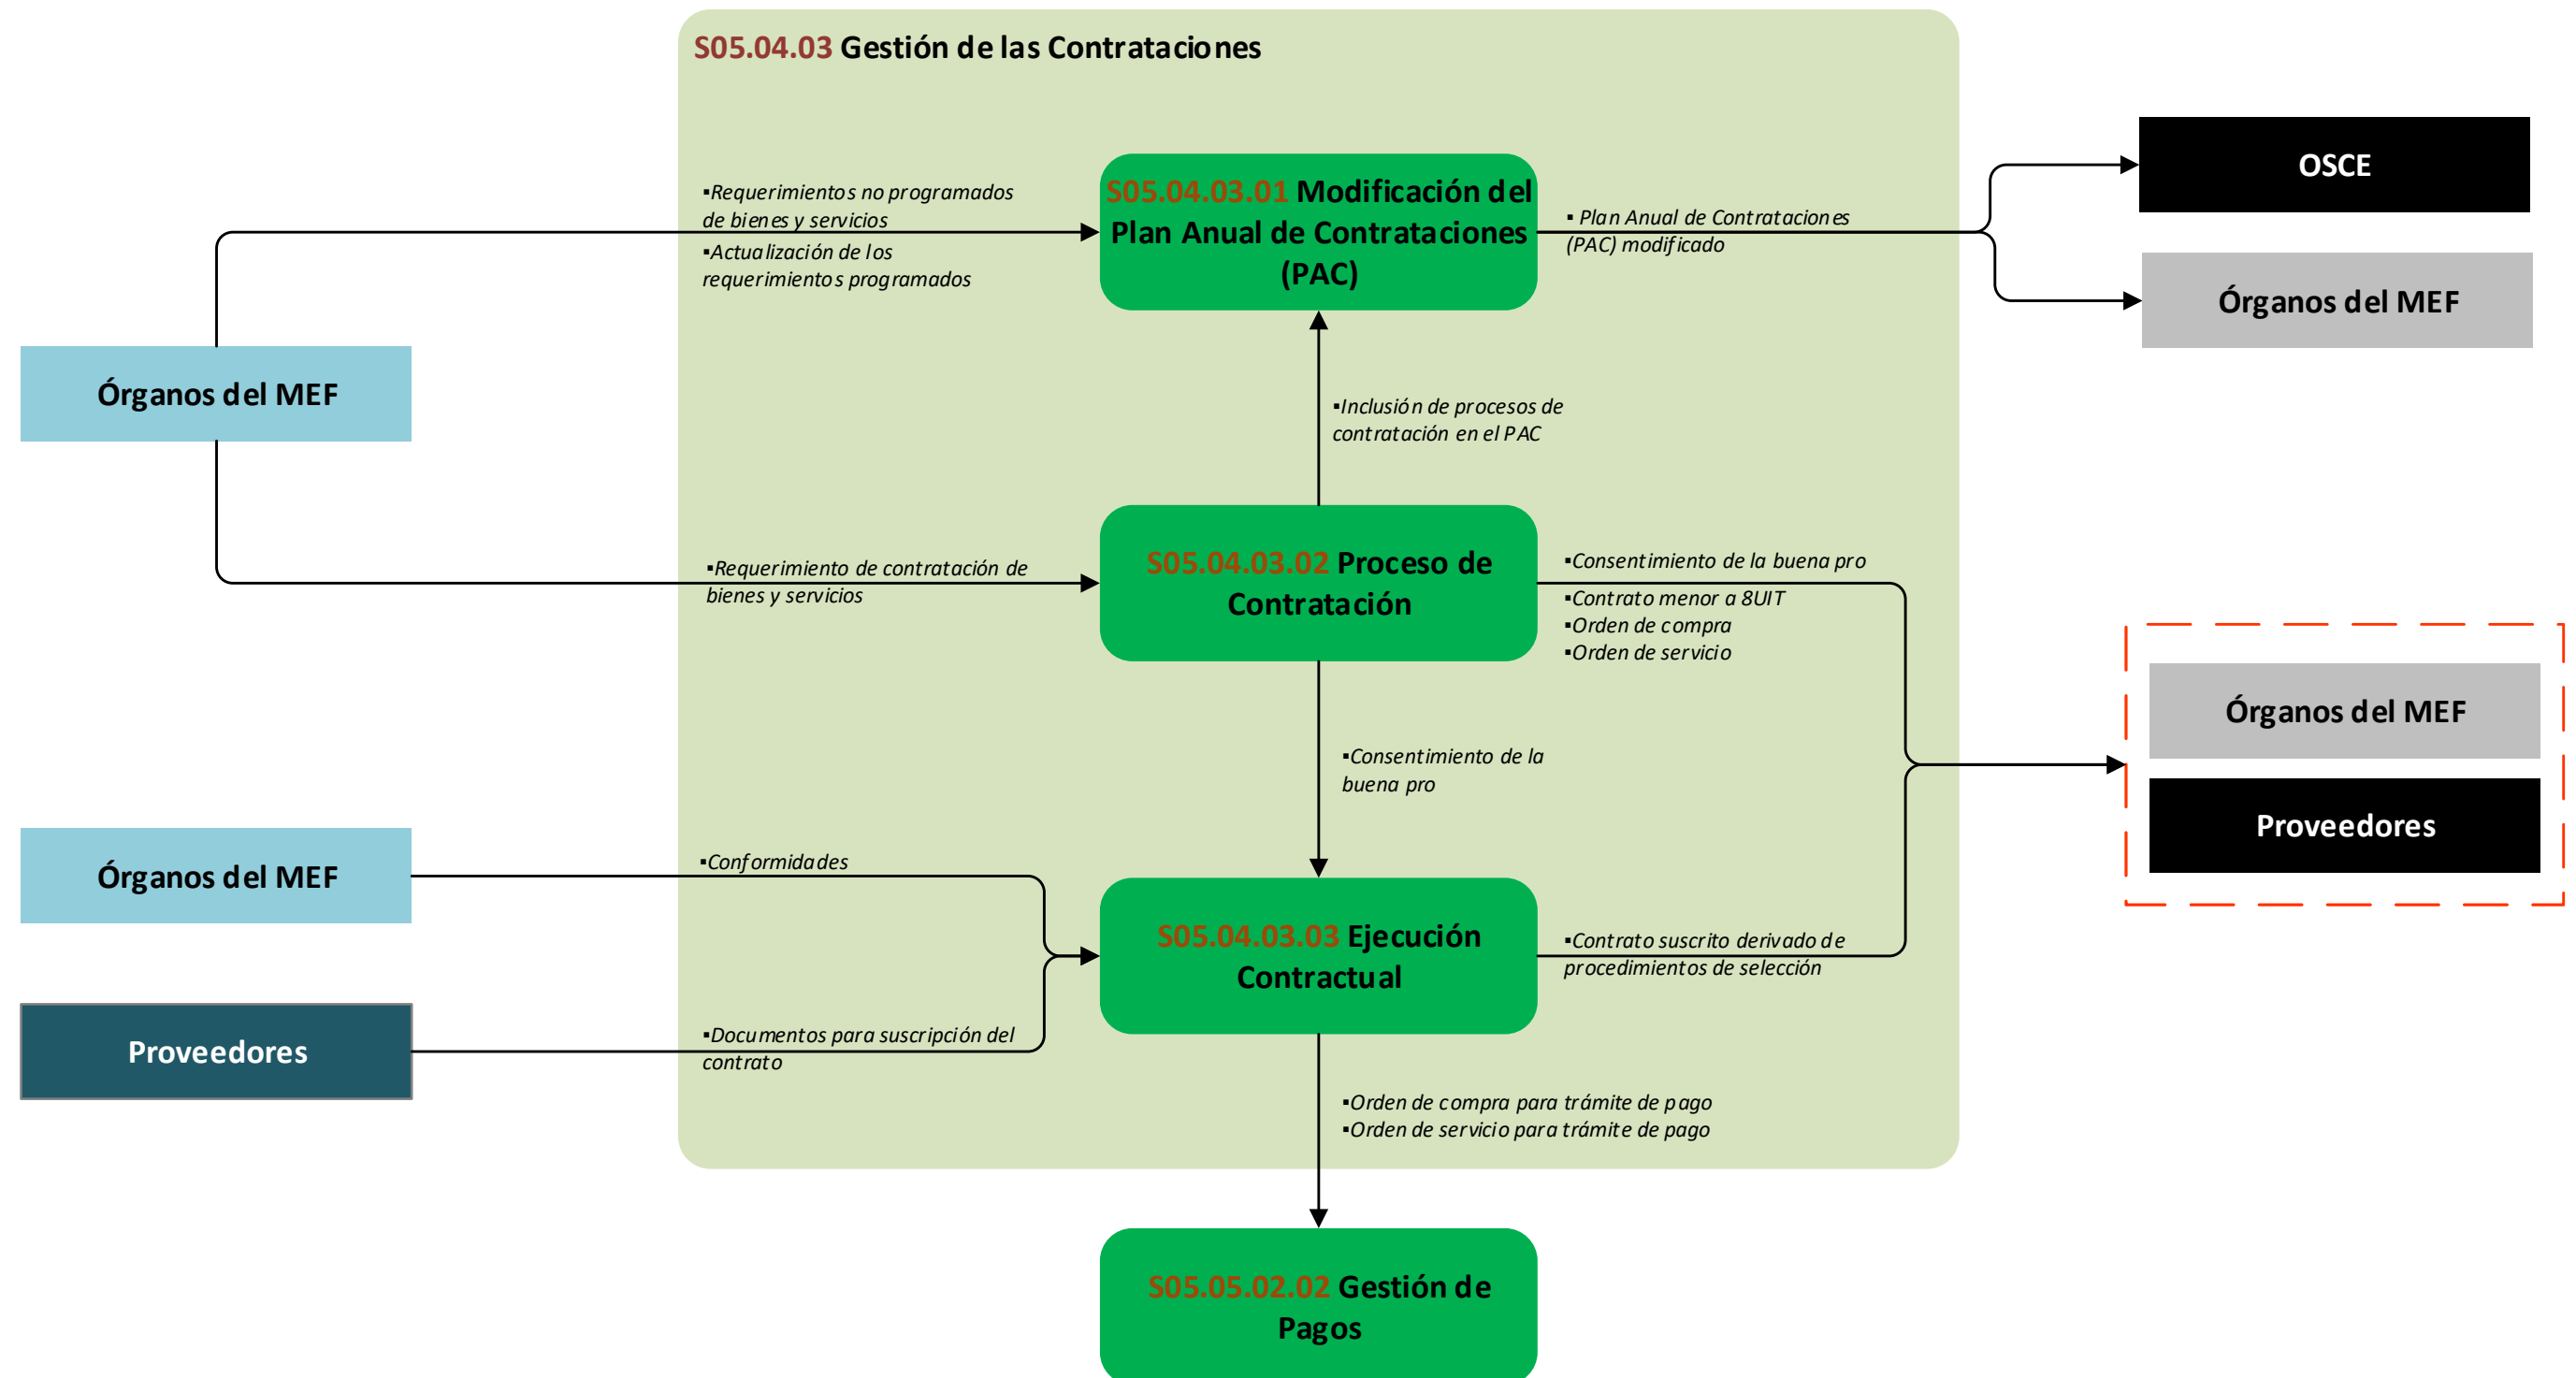 S05.04.03 Gestión de las Contrataciones
OSCE
▪Requerimientos no programados
de bienes y servicios
▪Actualización de los
requerimientos programados
S05.04.03.01 Modificación del
Plan Anual de Contrataciones
(PAC)
▪ Plan Anual de Contrataciones
(PAC) modificado
Órganos del MEF
Órganos del MEF
▪Inclusión de procesos de
contratación en el PAC
▪Requerimiento de contratación de
bienes y servicios
S05.04.03.02 Proceso de
Contratación
▪Consentimiento de la buena pro
▪Contrato menor a 8UIT
▪Orden de compra
▪Orden de servicio
Órganos del MEF
▪Consentimiento de la
buena pro
Proveedores
Órganos del MEF
▪Conformidades
S05.04.03.03 Ejecución
Contractual
▪Contrato suscrito derivado de
procedimientos de selección
Proveedores
▪Documentos para suscripción del
contrato
▪Orden de compra para trámite de pago
▪Orden de servicio para trámite de pago
S05.05.02.02 Gestión de
Pagos